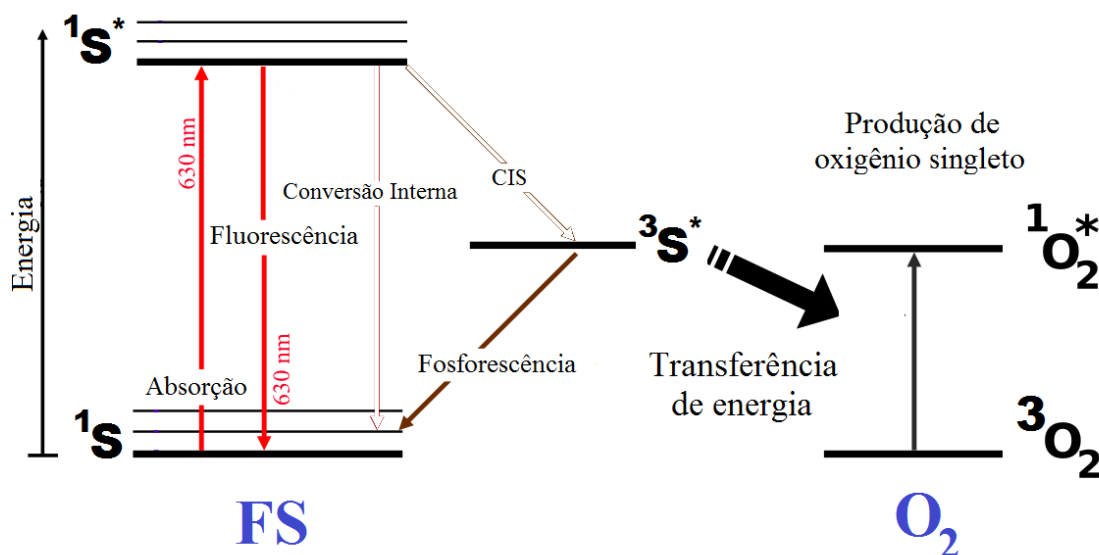 ¹S*
630 nm
Energia
Conversão Interna
CIS
Fluorescência
Absorção
630 nm
Fosforescência
¹S
FS
³S*
Produção de
oxigênio singleto
¹O₂*
Transferência
de energia
³O₂
O₂